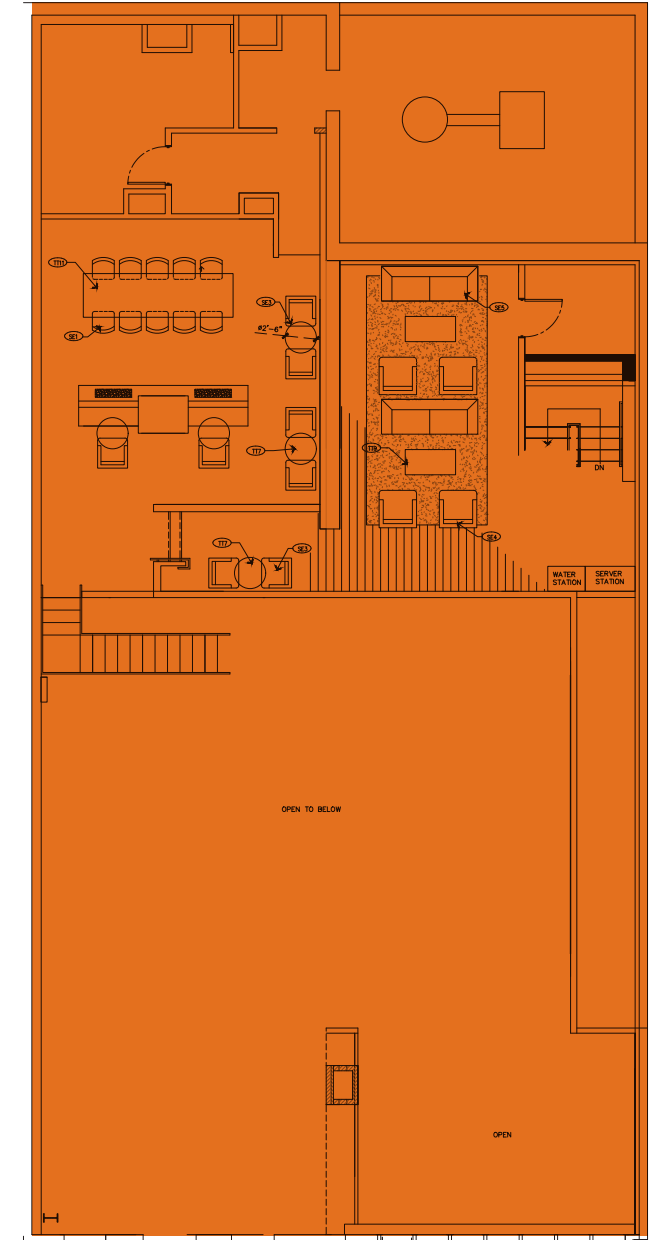 TT11
SE3
SE5
ø2'-6"
SE1
TT7
TT9
SE4
TT7
SE3
DN
WATER
STATION
SERVER
STATION
OPEN TO BELOW
OPEN